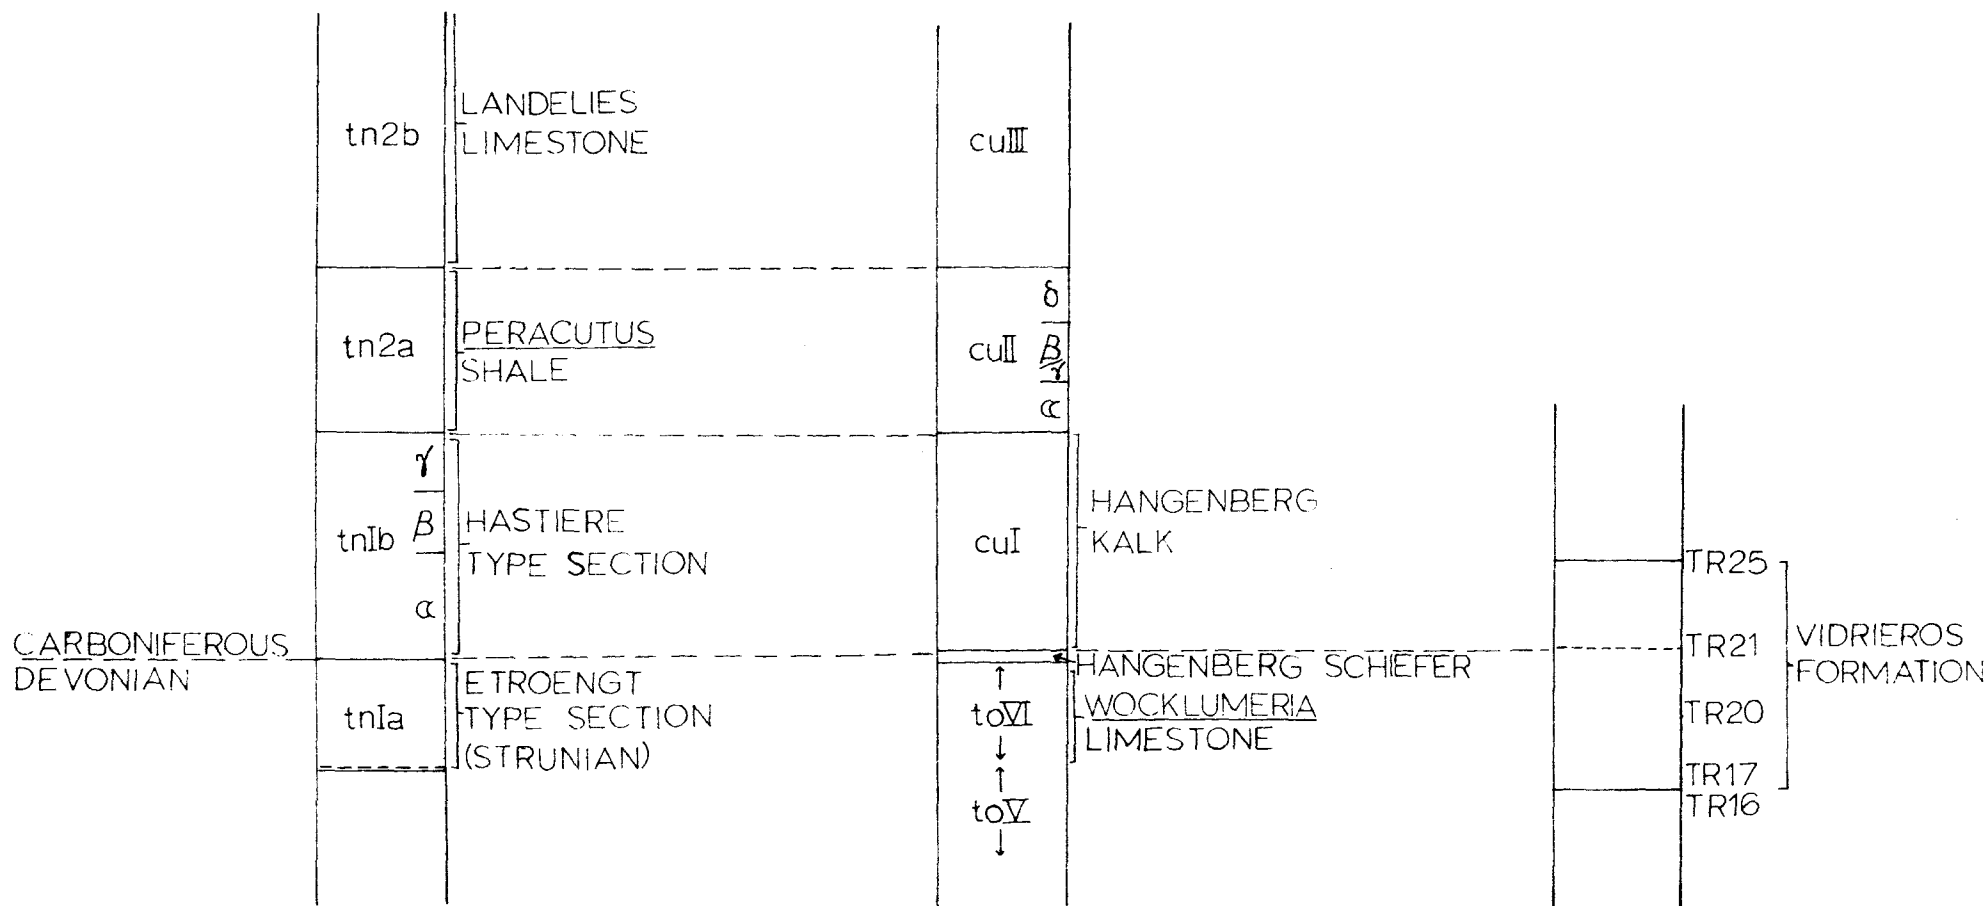 tn2b
LANDELIES
LIMESTONE
tn2a
PERACUTUS
SHALE
tnIb
γ
β
α
HASTIERE
TYPE SECTION
CARBONIFEROUS
DEVONIAN
tnIa
ETROENGT
TYPE SECTION
(STRUNIAN)
cuIII
cuII
δ
β
γ
α
cuI
HANGENBERG
KALK
HANGENBERG SCHIEFER
toVI
WOCKLUMERIA
LIMESTONE
toV
TR25
TR21
TR20
TR17
TR16
VIDRIEROS
FORMATION